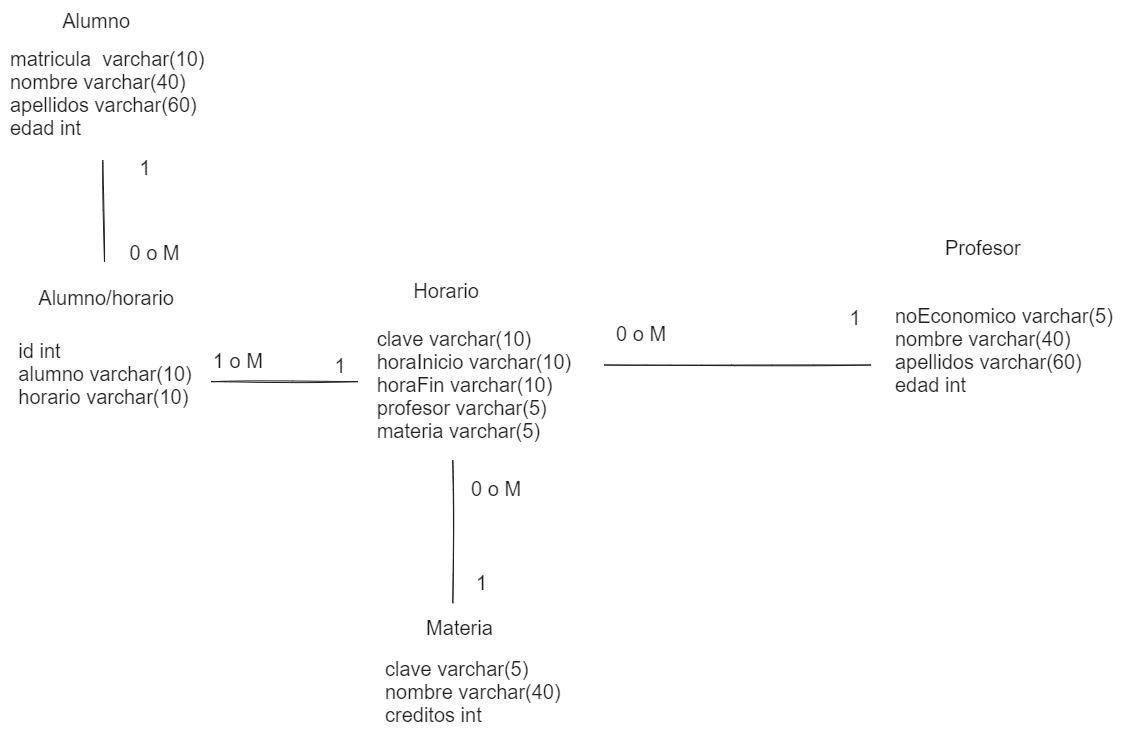 Alumno
matricula  varchar(10)
nombre varchar(40)
apellidos varchar(60)
edad int
1
0 o M
Alumno/horario
id int
alumno varchar(10)
horario varchar(10)
1 o M
1
Horario
clave varchar(10)
horaInicio varchar(10)
horaFin varchar(10)
profesor varchar(5)
materia varchar(5)
0 o M
1
Profesor
noEconomico varchar(5)
nombre varchar(40)
apellidos varchar(60)
edad int
0 o M
1
Materia
clave varchar(5)
nombre varchar(40)
creditos int